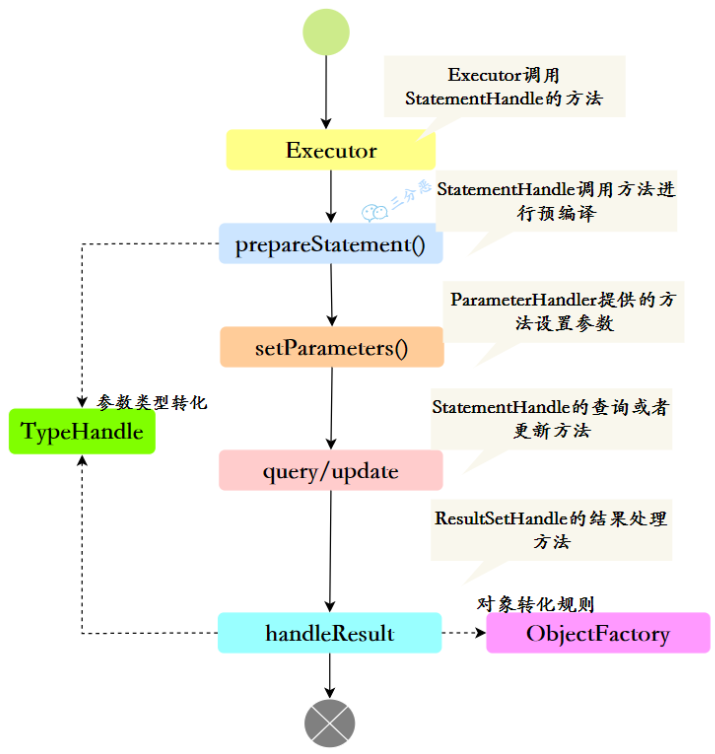 Executor调用
StatementHandle的方法
Executor
三分恶
StatementHandle调用方法进
行预编译
prepareStatement()
ParameterHandler提供的方
法设置参数
setParameters()
参数类型转化
TypeHandle
StatementHandle的查询或者
更新方法
query/update
ResultSetHandle的结果处理
方法
对象转化规则
handleResult
ObjectFactory